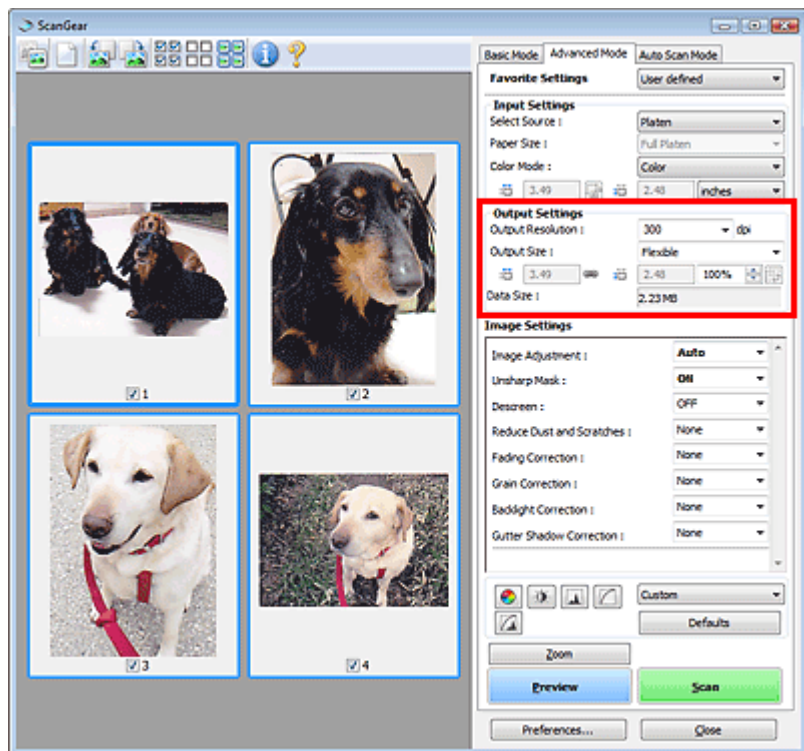 ScanGear
Basic Mode Advanced Mode Auto Scan Mode
Favorite Settings User defined
Input Settings
Select Source : Platen
Paper Size : Full Platen
Color Mode : Color
3.49 2.48 inches
Output Settings
Output Resolution : 300 dpi
Output Size : Flexible
3.49 2.48 100%
Data Size : 2.23 MB
Image Settings
Image Adjustment : Auto
Unsharp Mask : ON
Descreen : OFF
Reduce Dust and Scratches : None
Fading Correction : None
Grain Correction : None
Backlight Correction : None
Gutter Shadow Correction : None
Custom
Defaults
Zoom
Preview Scan
Preferences... Close
1
2
3
4